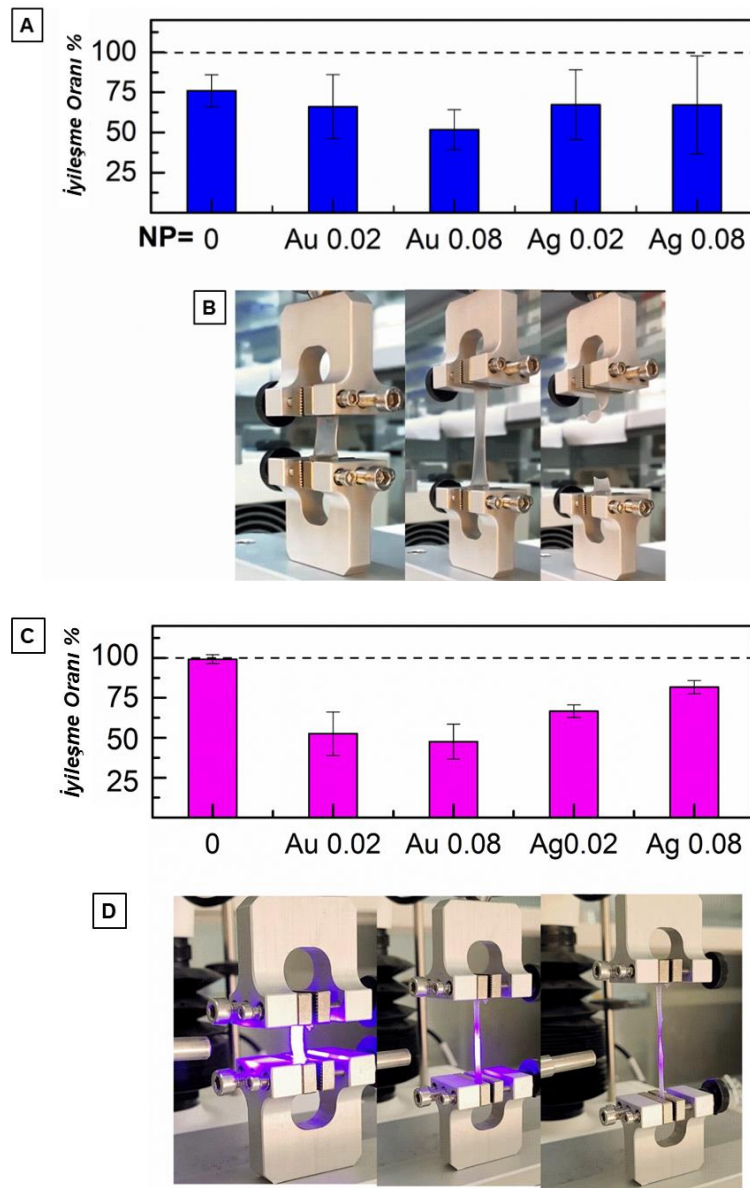 A
İyileşme Oranı %
100
75
50
25
NP= 0 Au 0.02 Au 0.08 Ag 0.02 Ag 0.08
B
C
İyileşme Oranı %
100
75
50
25
0 Au 0.02 Au 0.08 Ag0.02 Ag 0.08
D